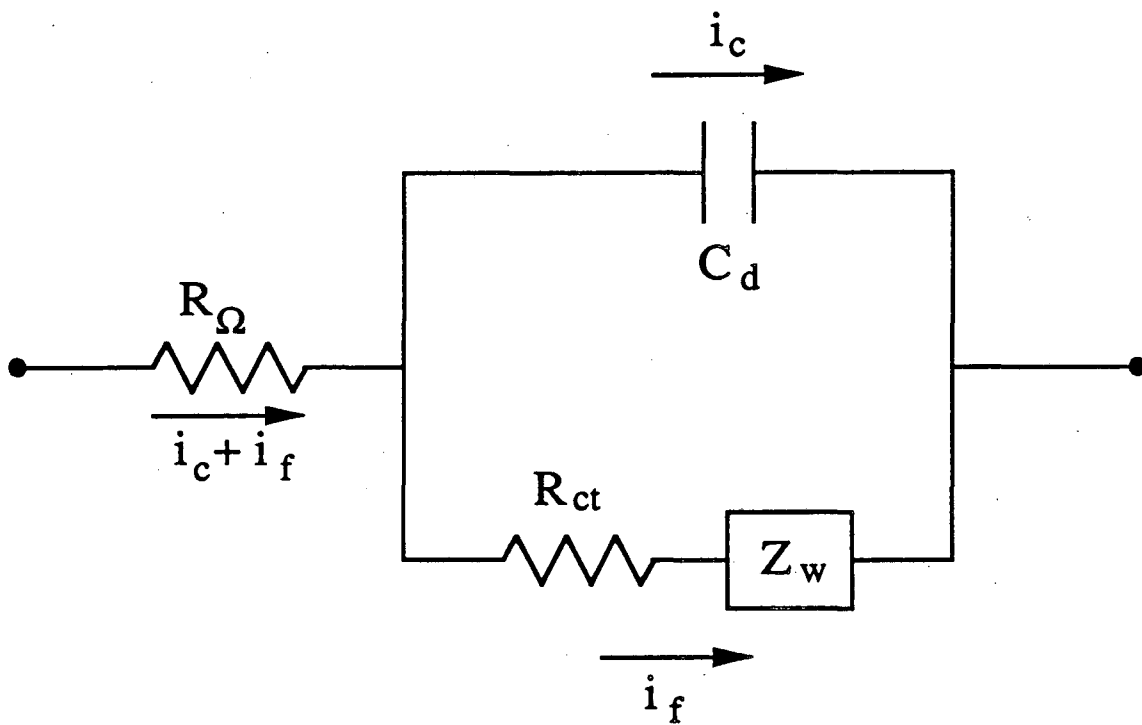 i_c
C_d
R_Ω
i_c + i_f
R_ct
Z_w
i_f